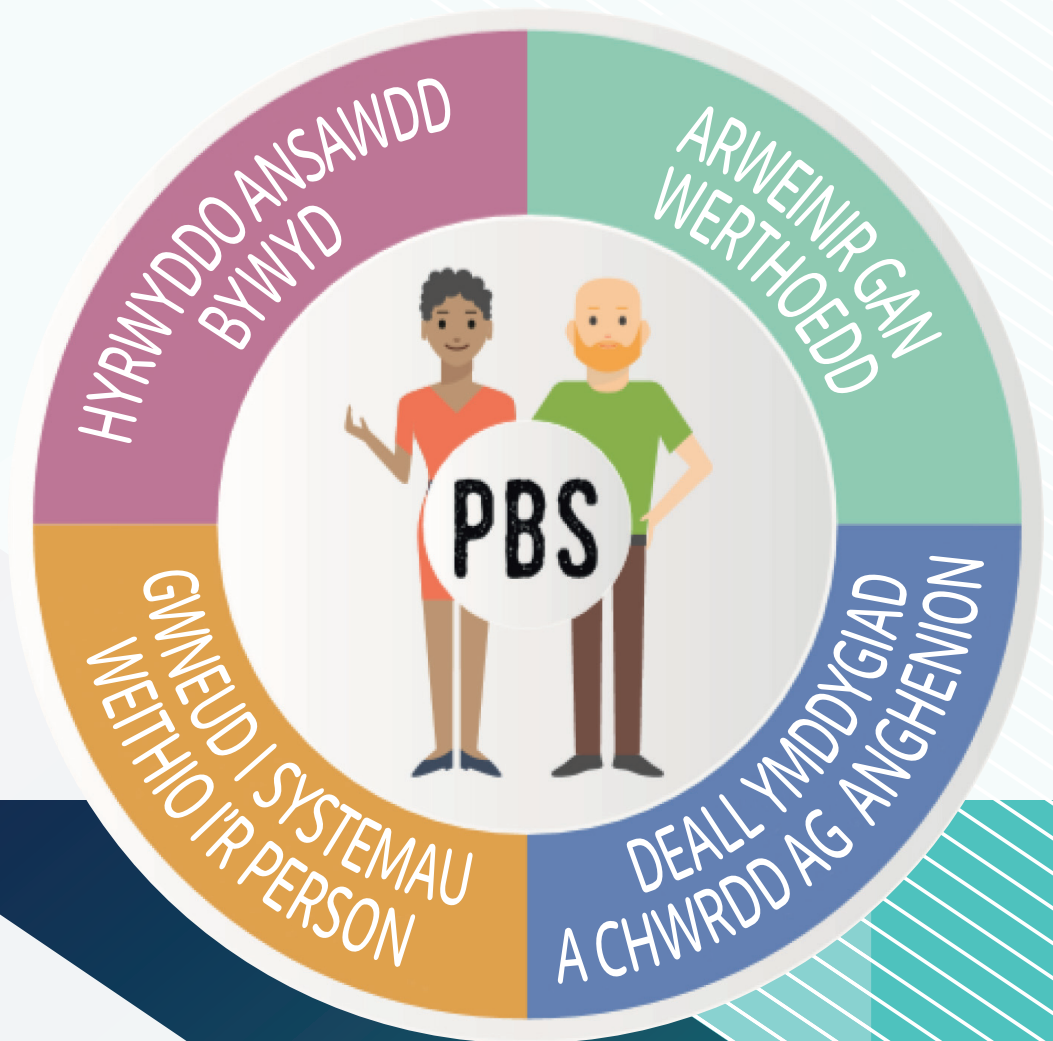 HYRWYDDO ANSAWDD
BYWYD
ARWEINIR GAN
WERTHOEDD
PBS
GWNEUD I SYSTEMAU
WEITHIO I'R PERSON
DEALL YMDDYGIAD
A CHWRDD AG ANGHENION